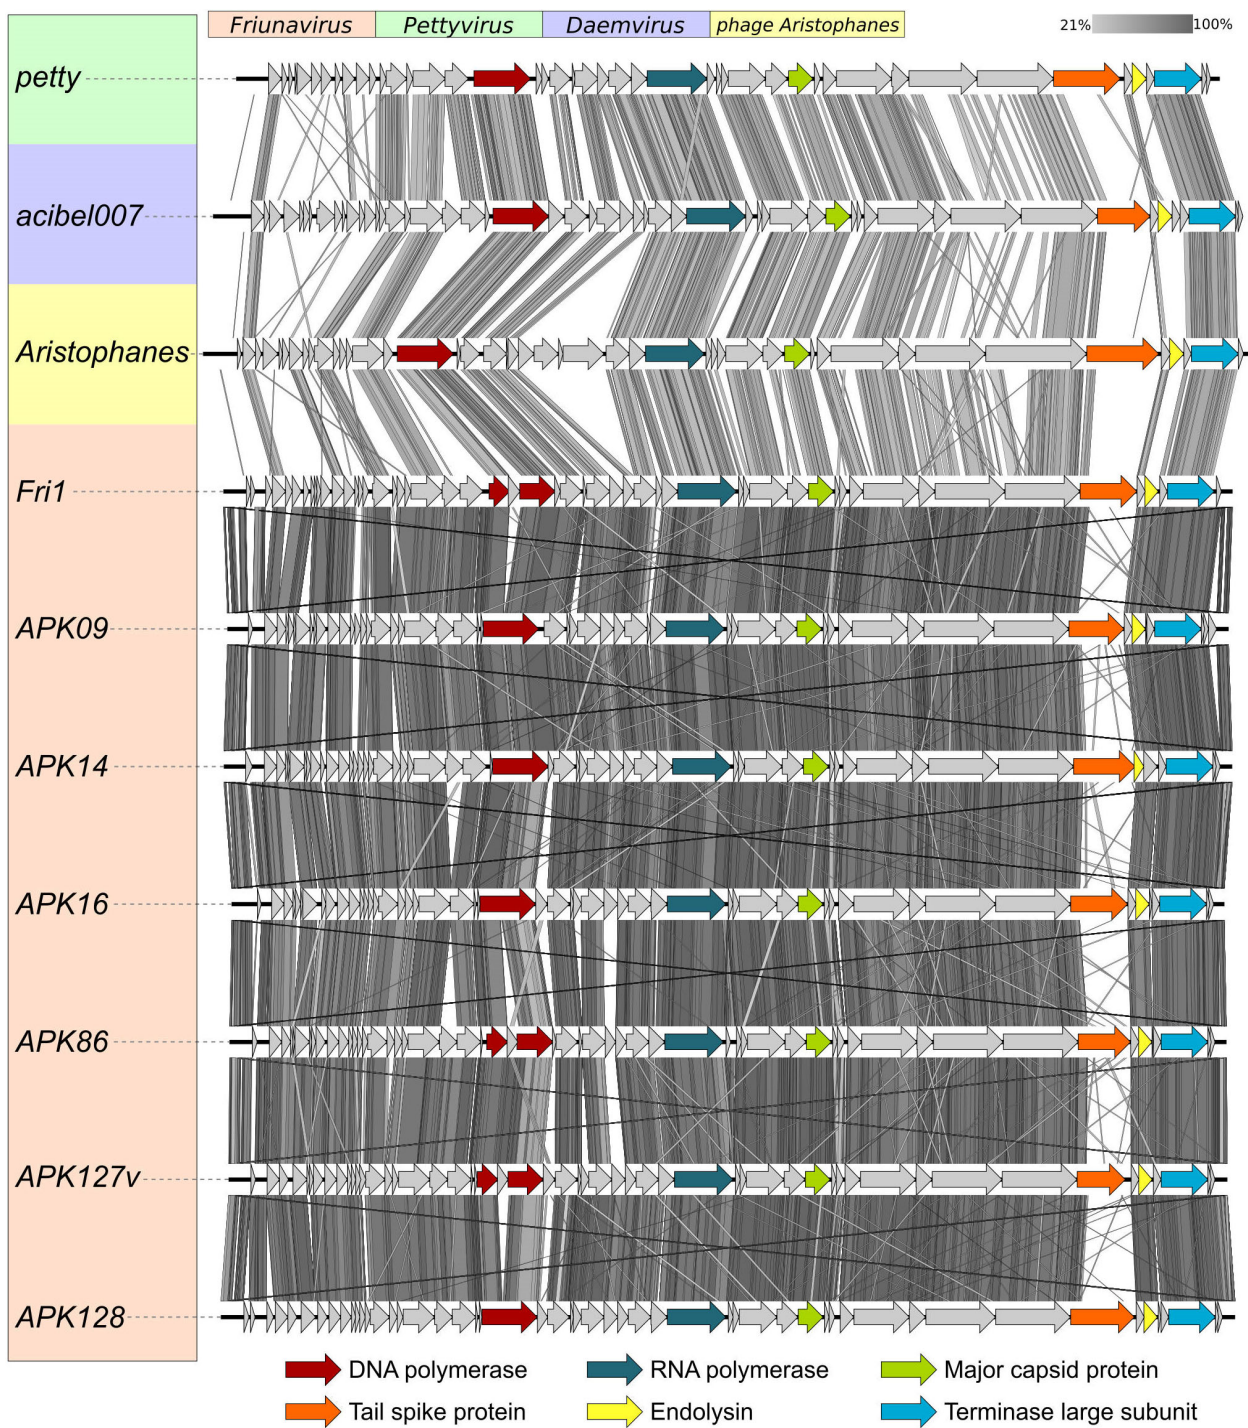 Friunavirus Pettyvirus Daemvirus phage Aristophanes 21% 100%
petty
acibel007
Aristophanes
Fri1
APK09
APK14
APK16
APK86
APK127v
APK128
DNA polymerase RNA polymerase Major capsid protein
Tail spike protein Endolysin Terminase large subunit